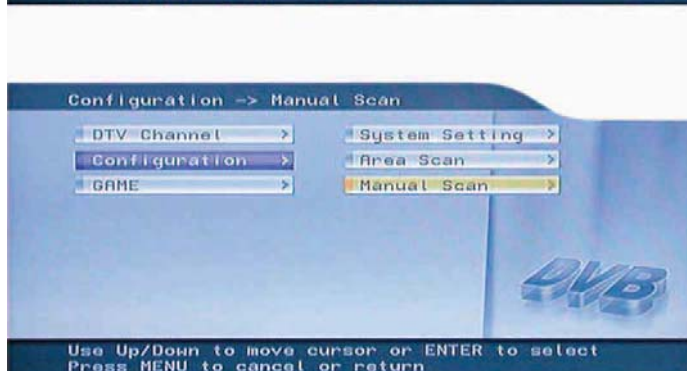 Configuration -> Manual Scan
DTV Channel >
Configuration >
GAME >
System Setting >
Area Scan >
Manual Scan >
DVB
Use Up/Down to move cursor or ENTER to select
Press MENU to cancel or return